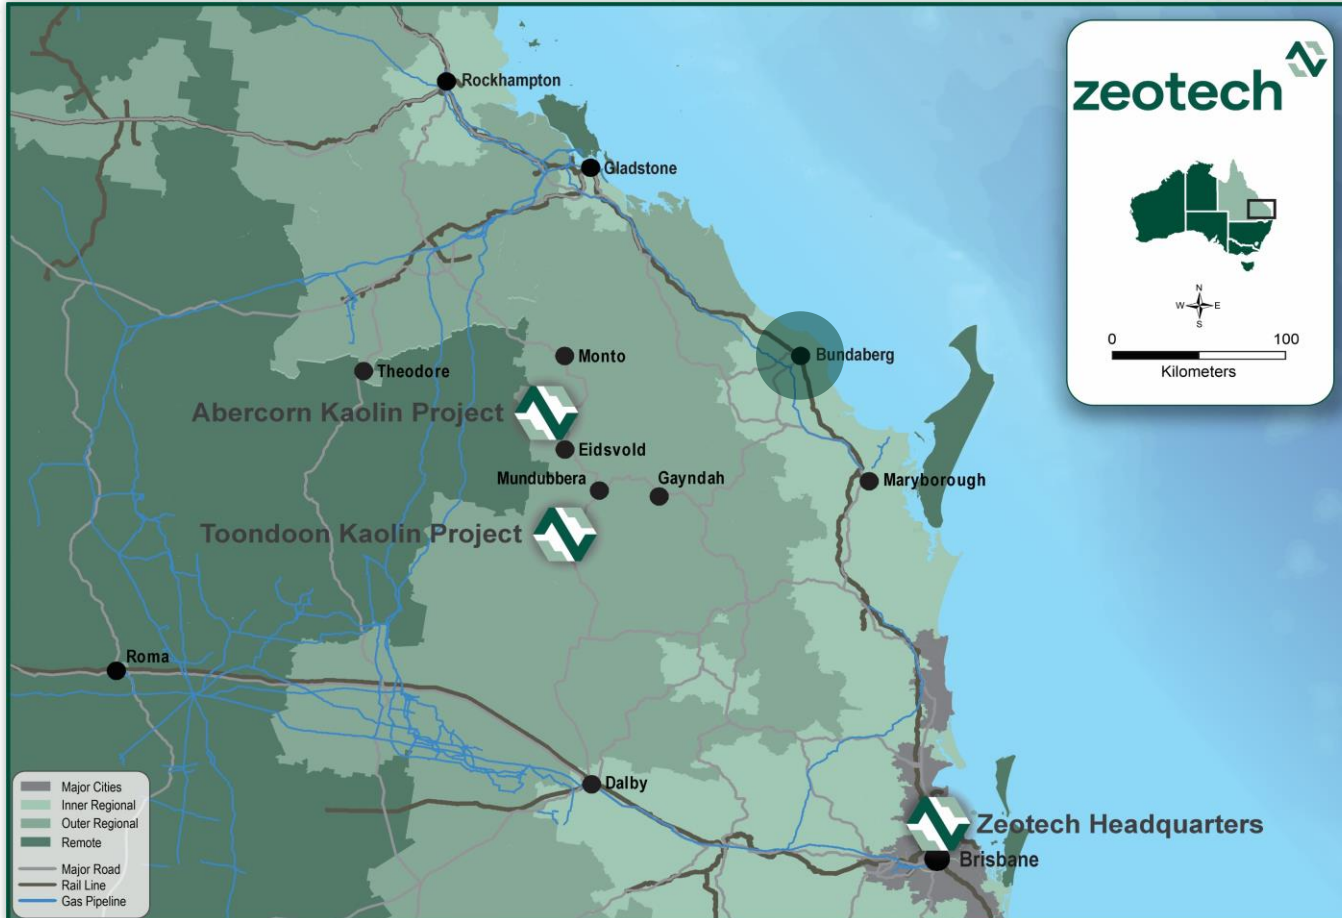 Rockhampton
zeotech
Gladstone
N
W E
S
0 100
Kilometers
Monto
Bundaberg
Theodore
Abercorn Kaolin Project
Eidsvold
Mundubbera
Gayndah
Maryborough
Toondoon Kaolin Project
Roma
Dalby
Major Cities
Inner Regional
Outer Regional
Remote
Major Road
Rail Line
Gas Pipeline
Zeotech Headquarters
Brisbane